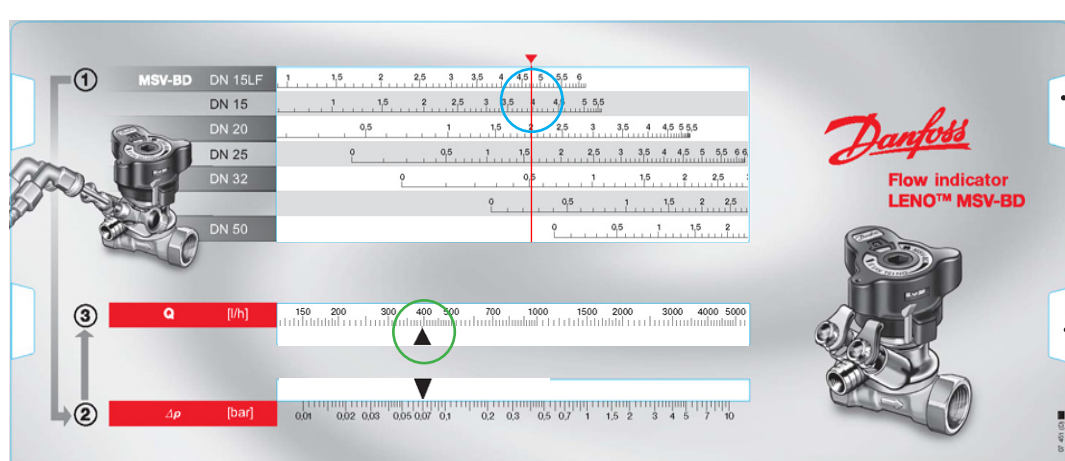 ① MSV-BD DN 15LF 1 1,5 2 2,5 3 3,5 4 4,5 5 5,5 6
DN 15 1 1,5 2 2,5 3 3,5 4 4,5 5 5,5
DN 20 0,5 1 1,5 2 2,5 3 3,5 4 4,5 5 5,5
DN 25 0 0,5 1 1,5 2 2,5 3 3,5 4 4,5 5 5,5 6 6,
DN 32 0 0,5 1 1,5 2 2,5
0 0,5 1 1,5 2 2,5
DN 50 0 0,5 1 1,5 2
Danfoss
Flow indicator
LENO™ MSV-BD
③ Q [l/h] 150 200 300 400 500 700 1000 1500 2000 3000 4000 5000
② Δp [bar] 0,01 0,02 0,03 0,05 0,07 0,1 0,2 0,3 0,5 0,7 1 1,5 2 3 4 5 7 10